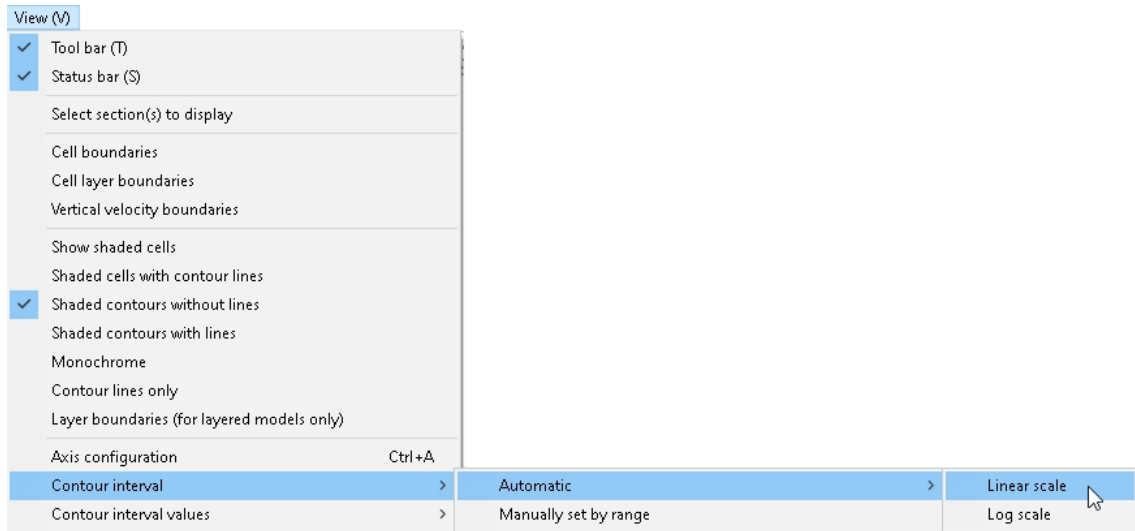 View (V)
Tool bar (T)
Status bar (S)
Select section(s) to display
Cell boundaries
Cell layer boundaries
Vertical velocity boundaries
Show shaded cells
Shaded cells with contour lines
Shaded contours without lines
Shaded contours with lines
Monochrome
Contour lines only
Layer boundaries (for layered models only)
Axis configuration Ctrl+A
Contour interval > Automatic > Linear scale
Contour interval values > Manually set by range Log scale